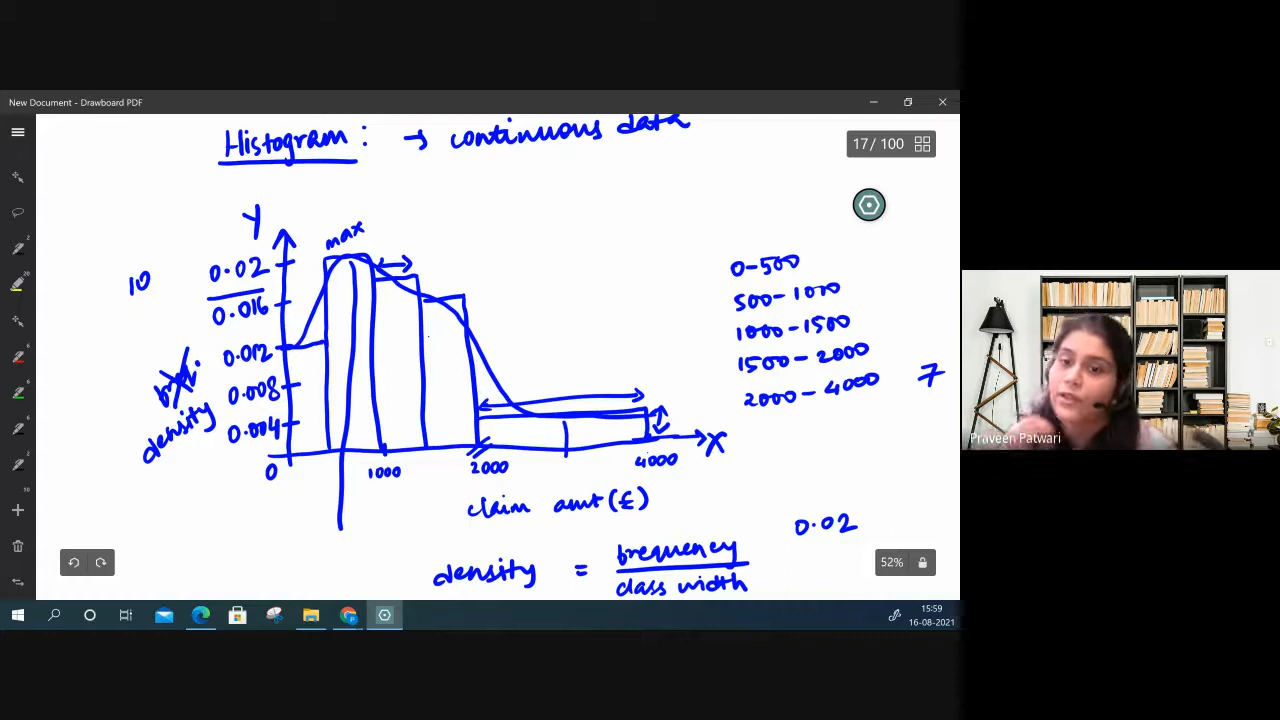 New Document - Drawboard PDF
Histogram : → continuous data
17 / 100
Y
max
10
0.02
0.016
0.012
0.008
0.004
density
0
1000
2000
4000
X
claim amt (£)
0-500
500-1000
1000-1500
1500-2000
2000-4000
7
Praveen Patwari
0.02
density = frequency
class width
52%
15:59
16-08-2021